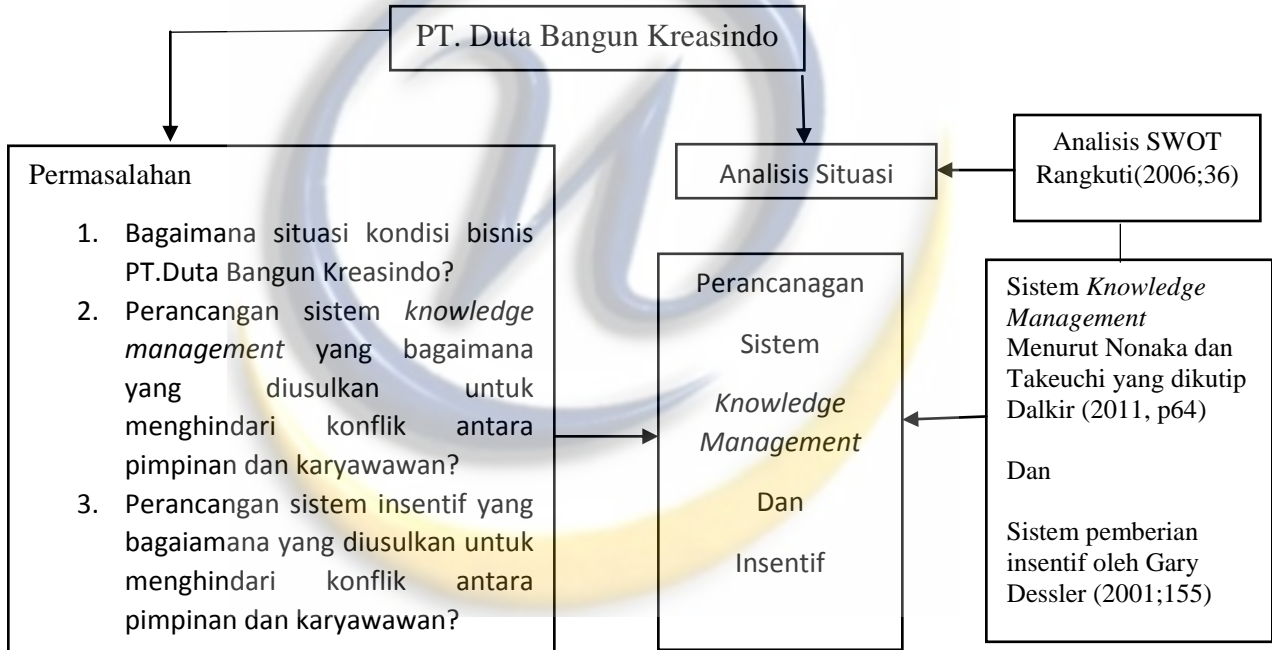 PT. Duta Bangun Kreasindo
Permasalahan
1. Bagaimana situasi kondisi bisnis
PT.Duta Bangun Kreasindo?
2. Perancangan sistem knowledge
management yang bagaimana
yang diusulkan untuk
menghindari konflik antara
pimpinan dan karyawawan?
3. Perancangan sistem insentif yang
bagaiamana yang diusulkan untuk
menghindari konflik antara
pimpinan dan karyawawan?
Analisis Situasi
Analisis SWOT
Rangkuti(2006;36)
Perancanagan
Sistem
Knowledge
Management
Dan
Insentif
Sistem Knowledge
Management
Menurut Nonaka dan
Takeuchi yang dikutip
Dalkir (2011, p64)
Dan
Sistem pemberian
insentif oleh Gary
Dessler (2001;155)